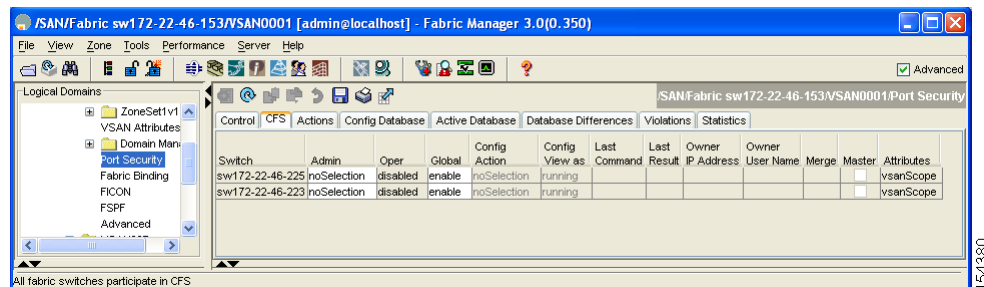 /SAN/Fabric sw172-22-46-153/VSAN0001 [admin@localhost] - Fabric Manager 3.0(0.350)
File View Zone Tools Performance Server Help
Advanced
Logical Domains
/SAN/Fabric sw172-22-46-153/VSAN0001/Port Security
ZoneSet1v1
VSAN Attributes
Domain Man
Port Security
Fabric Binding
FICON
FSPF
Advanced
Control CFS Actions Config Database Active Database Database Differences Violations Statistics
Switch Admin Oper Global Config Action Config View as Last Command Last Result Owner IP Address Owner User Name Merge Master Attributes
sw172-22-46-225 noSelection disabled enable noSelection running vsanScope
sw172-22-46-223 noSelection disabled enable noSelection running vsanScope
All fabric switches participate in CFS
154380